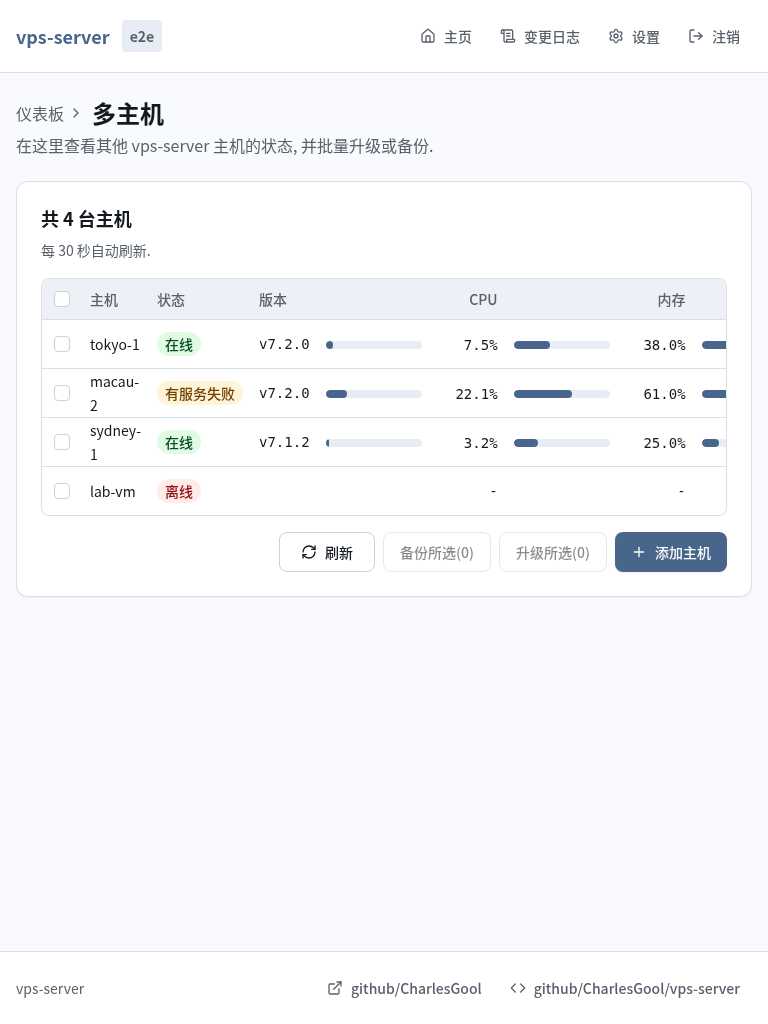 vps-server e2e 主页 变更日志 设置 注销
仪表板 多主机
在这里查看其他 vps-server 主机的状态, 并批量升级或备份.
共 4 台主机
每 30 秒自动刷新.
主机 状态 版本 CPU 内存
tokyo-1 在线 v7.2.0 7.5% 38.0%
macau-
2 有服务失败 v7.2.0 22.1% 61.0%
sydney-
1 在线 v7.1.2 3.2% 25.0%
lab-vm 离线 - -
刷新 备份所选(0) 升级所选(0) 添加主机
vps-server github/CharlesGool github/CharlesGool/vps-server